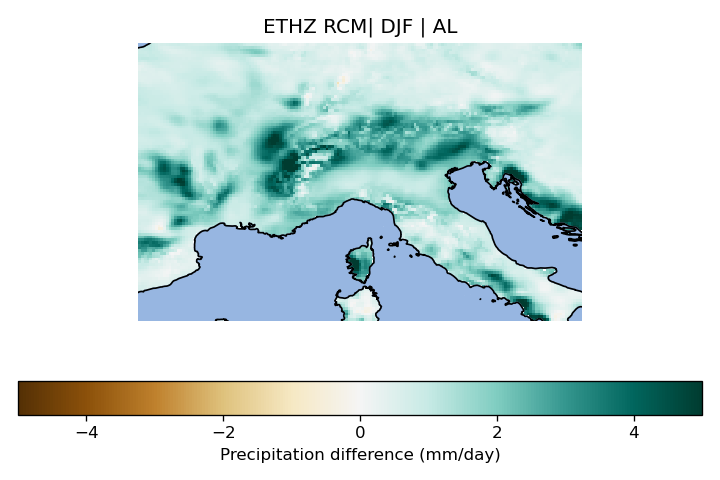 ETHZ RCM| DJF | AL
−4 −2 0 2 4
Precipitation difference (mm/day)